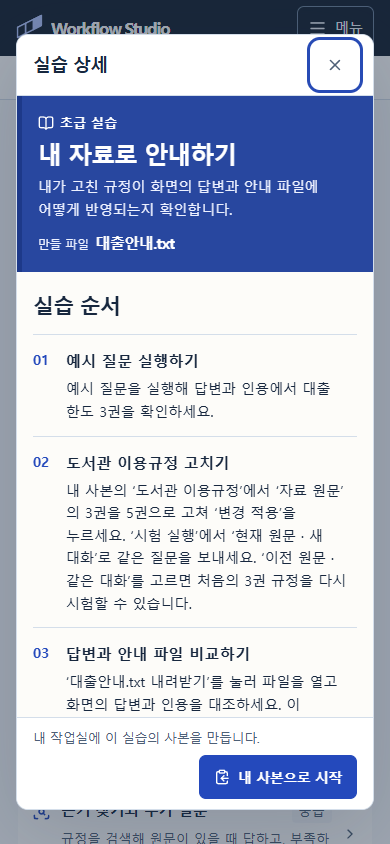 Workflow Studio
메뉴
실습 상세
초급 실습
내 자료로 안내하기
내가 고친 규정이 화면의 답변과 안내 파일에
어떻게 반영되는지 확인합니다.
만들 파일 대출안내.txt
실습 순서
01 예시 질문 실행하기
예시 질문을 실행해 답변과 인용에서 대출
한도 3권을 확인하세요.
02 도서관 이용규정 고치기
내 사본의 ‘도서관 이용규정’에서 ‘자료 원문’
의 3권을 5권으로 고쳐 ‘변경 적용’을
누르세요. ‘시험 실행’에서 ‘현재 원문 · 새
대화’로 같은 질문을 보내세요. ‘이전 원문 ·
같은 대화’를 고르면 처음의 3권 규정을 다시
시험할 수 있습니다.
03 답변과 안내 파일 비교하기
‘대출안내.txt 내려받기’를 눌러 파일을 열고
화면의 답변과 인용을 대조하세요. 이
내 작업실에 이 실습의 사본을 만듭니다.
내 사본으로 시작
규정을 검색해 원문이 있을 때 답하고, 부족하